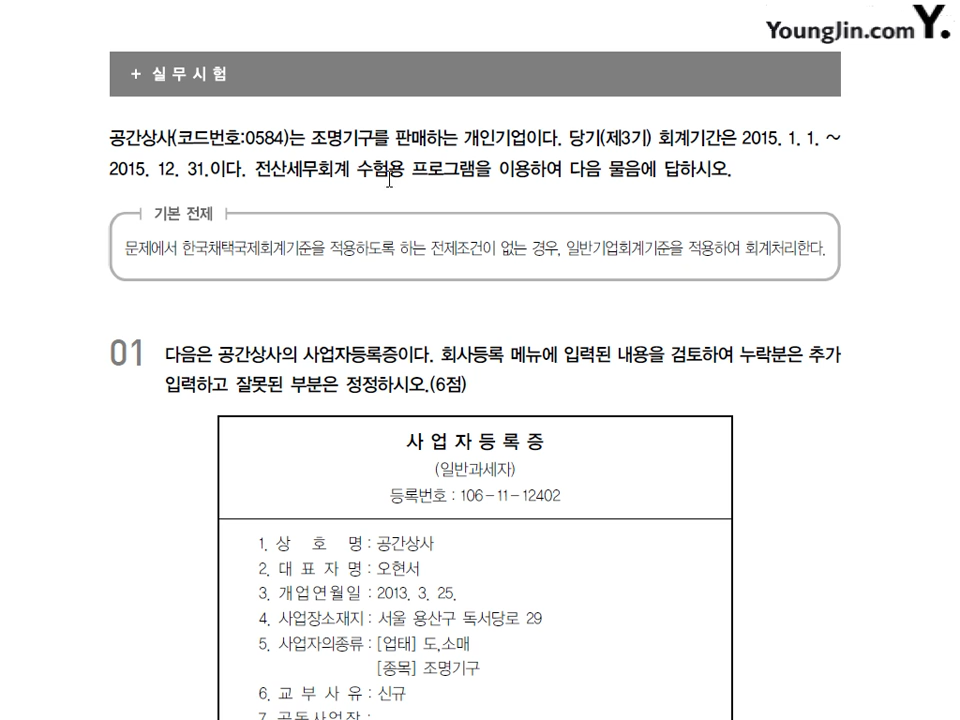 YoungJin.com Y.
+ 실무시험
공간상사(코드번호:0584)는 조명기구를 판매하는 개인기업이다. 당기(제3기) 회계기간은 2015. 1. 1. ～
2015. 12. 31.이다. 전산세무회계 수험용 프로그램을 이용하여 다음 물음에 답하시오.
기본 전제
문제에서 한국채택국제회계기준을 적용하도록 하는 전제조건이 없는 경우, 일반기업회계기준을 적용하여 회계처리한다.
01 다음은 공간상사의 사업자등록증이다. 회사등록 메뉴에 입력된 내용을 검토하여 누락분은 추가
입력하고 잘못된 부분은 정정하시오.(6점)
사 업 자 등 록 증
(일반과세자)
등록번호 : 106-11-12402
1. 상 호 명 : 공간상사
2. 대 표 자 명 : 오현서
3. 개업연월일 : 2013. 3. 25.
4. 사업장소재지 : 서울 용산구 독서당로 29
5. 사업자의종류 : [업태] 도.소매
[종목] 조명기구
6. 교 부 사 유 : 신규
7. 공동사업장 :